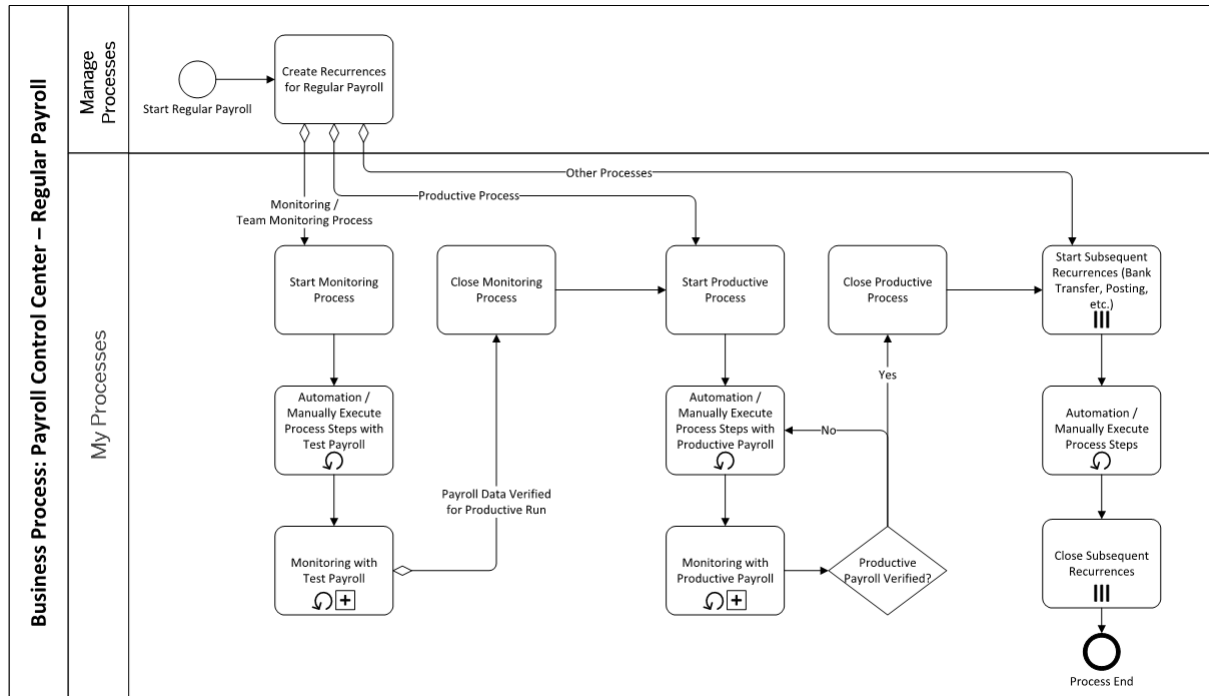 Business Process: Payroll Control Center – Regular Payroll
Manage
Processes
Start Regular Payroll
Create Recurrences
for Regular Payroll
My Processes
Other Processes
Productive Process
Monitoring /
Team Monitoring Process
Start Monitoring
Process
Close Monitoring
Process
Start Productive
Process
Close Productive
Process
Start Subsequent
Recurrences (Bank
Transfer, Posting,
etc.)
Yes
Automation /
Manually Execute
Process Steps with
Test Payroll
Automation /
Manually Execute
Process Steps with
Productive Payroll
No
Automation /
Manually Execute
Process Steps
Payroll Data Verified
for Productive Run
Monitoring with
Test Payroll
Monitoring with
Productive Payroll
Productive
Payroll Verified?
Close Subsequent
Recurrences
Process End